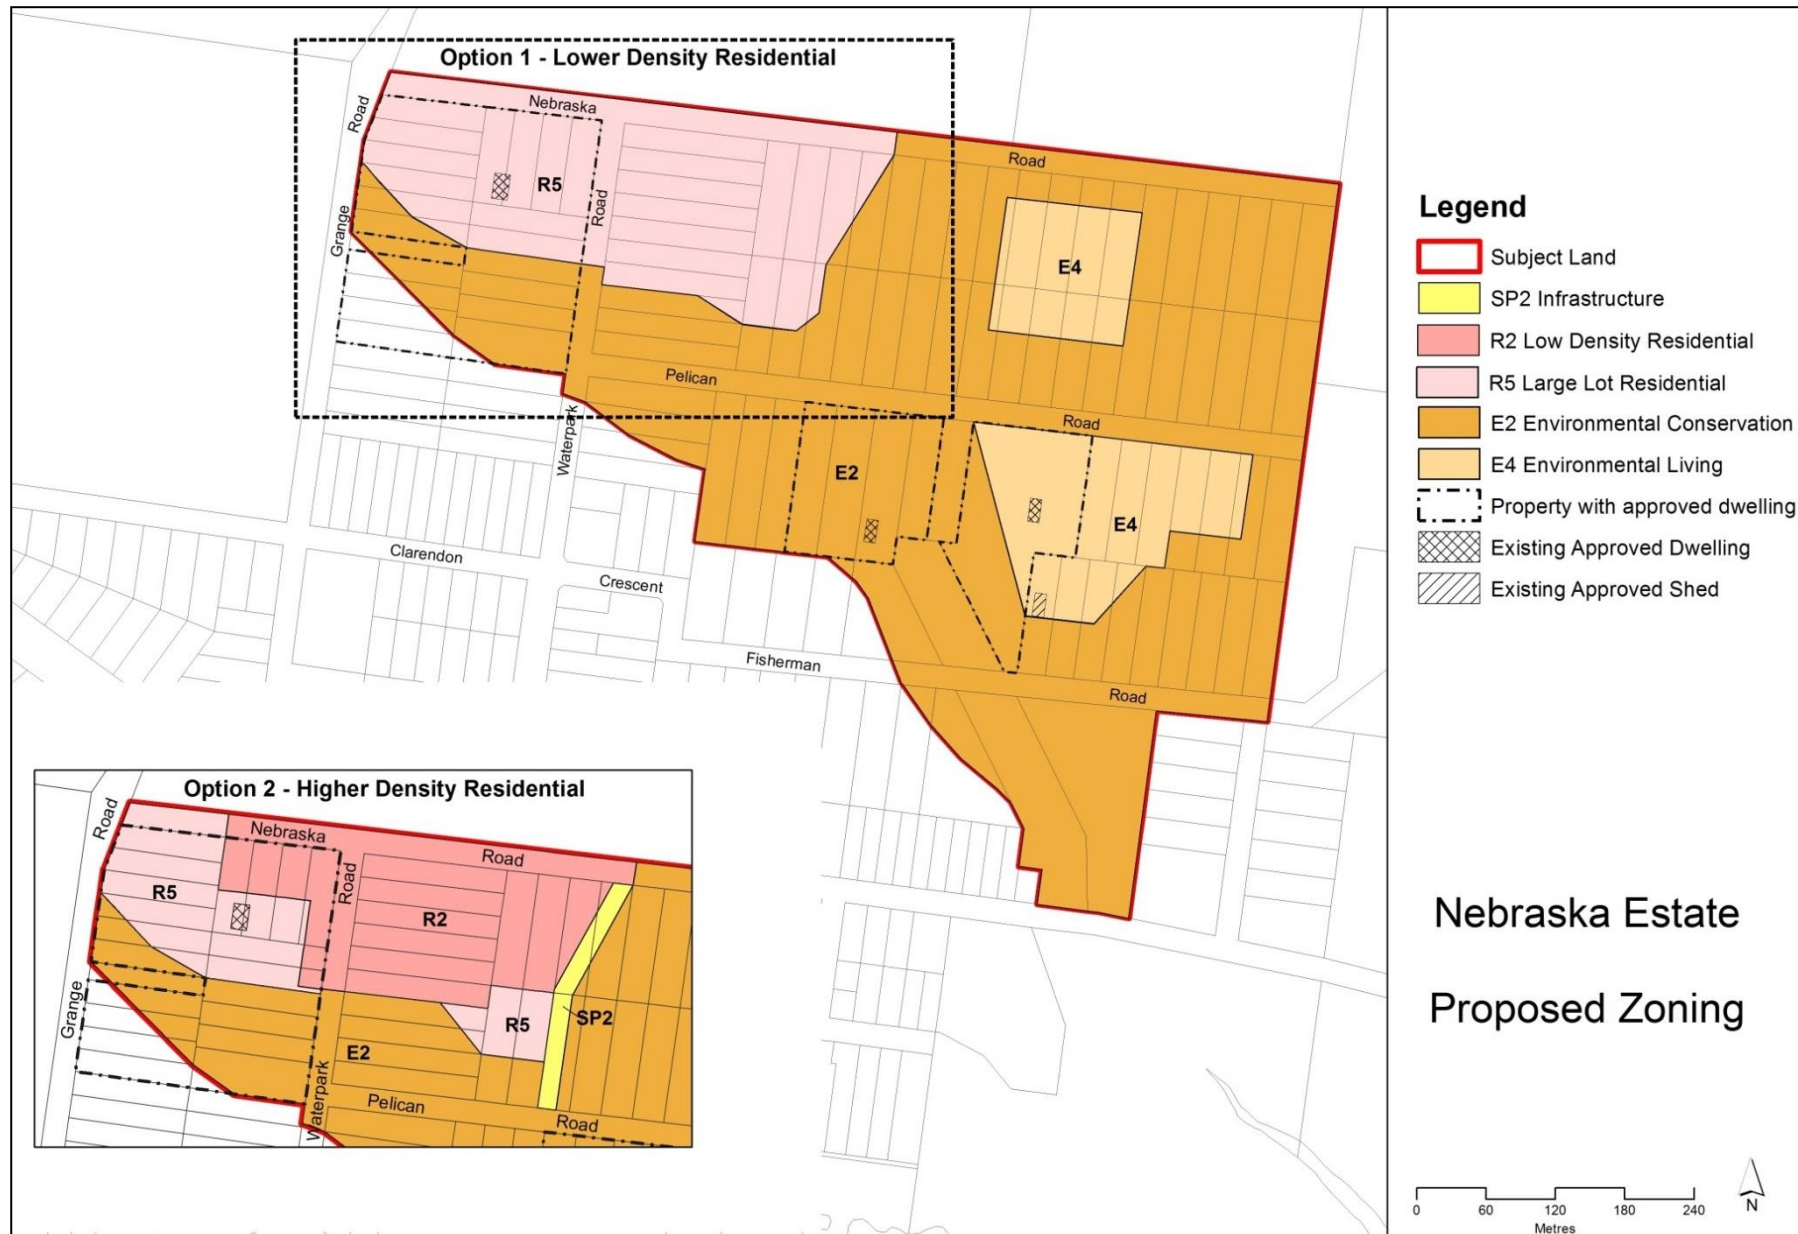 Option 1 - Lower Density Residential
Nebraska
Road
Road
R5
Road
Grange
E4
Pelican
Road
Waterpark
E2
E4
Clarendon
Crescent
Fisherman
Road
Option 2 - Higher Density Residential
Road
Nebraska
Road
Road
R5
R2
Grange
R5
SP2
E2
Waterpark
Pelican
Road
Legend
Subject Land
SP2 Infrastructure
R2 Low Density Residential
R5 Large Lot Residential
E2 Environmental Conservation
E4 Environmental Living
Property with approved dwelling
Existing Approved Dwelling
Existing Approved Shed
Nebraska Estate
Proposed Zoning
0 60 120 180 240
Metres
N